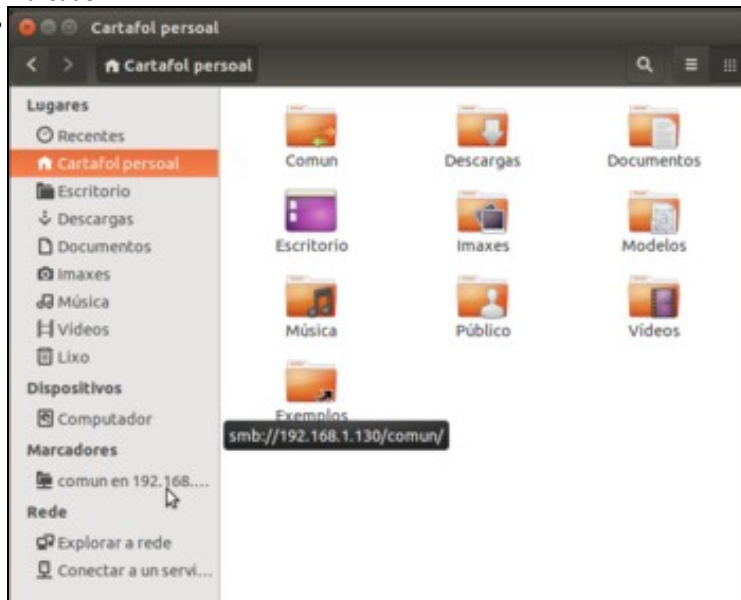 Cartafol persoal
Cartafol persoal
Lugares
Recentes
Cartafol persoal
Escritorio
Descargas
Documentos
Imaxes
Música
Vídeos
Lixo
Dispositivos
Computador
Marcadores
comun en 192.168....
Rede
Explorar a rede
Conectar a un servi...
Comun
Descargas
Documentos
Escritorio
Imaxes
Modelos
Música
Público
Vídeos
Exemplos
smb://192.168.1.130/comun/